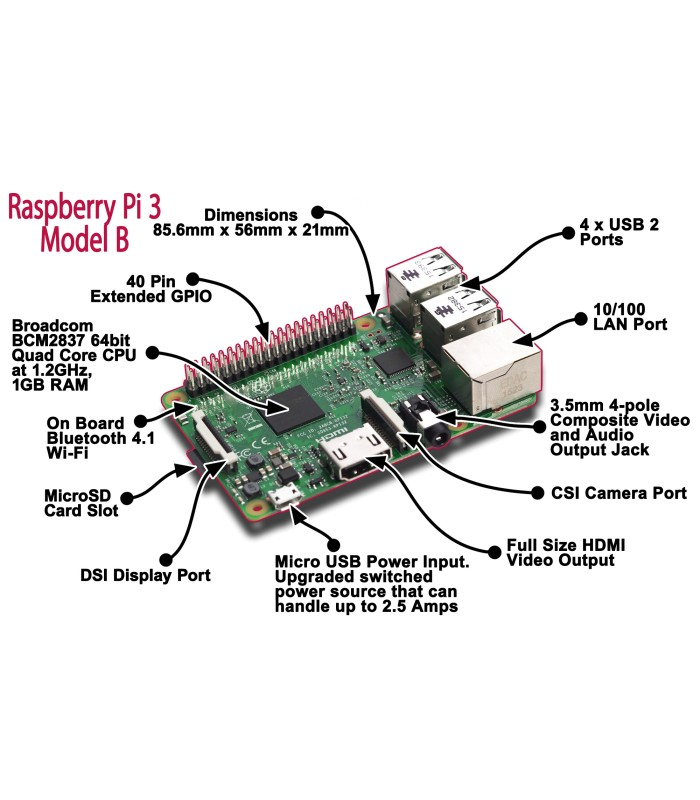 Raspberry Pi 3
Model B
Dimensions
85.6mm x 56mm x 21mm
4 x USB 2
Ports
40 Pin
Extended GPIO
10/100
LAN Port
Broadcom
BCM2837 64bit
Quad Core CPU
at 1.2GHz,
1GB RAM
3.5mm 4-pole
Composite Video
and Audio
Output Jack
On Board
Bluetooth 4.1
Wi-Fi
CSI Camera Port
MicroSD
Card Slot
Full Size HDMI
Video Output
DSI Display Port
Micro USB Power Input.
Upgraded switched
power source that can
handle up to 2.5 Amps
HDMI
CE